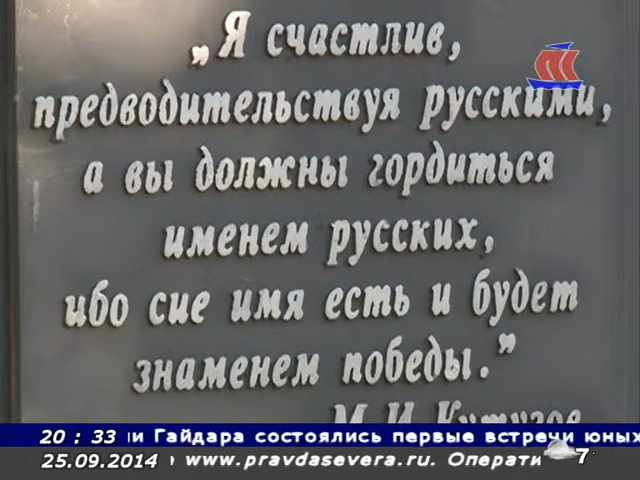 „Я счастлив,
предводительствуя русскими,
а вы должны гордиться
именем русских,
ибо сие имя есть и будет
знаменем победы."
М.И.Кутузов
20 : 33 и Гайдара состоялись первые встречи юных
25.09.2014 www.pravdasevera.ru. Операти 7